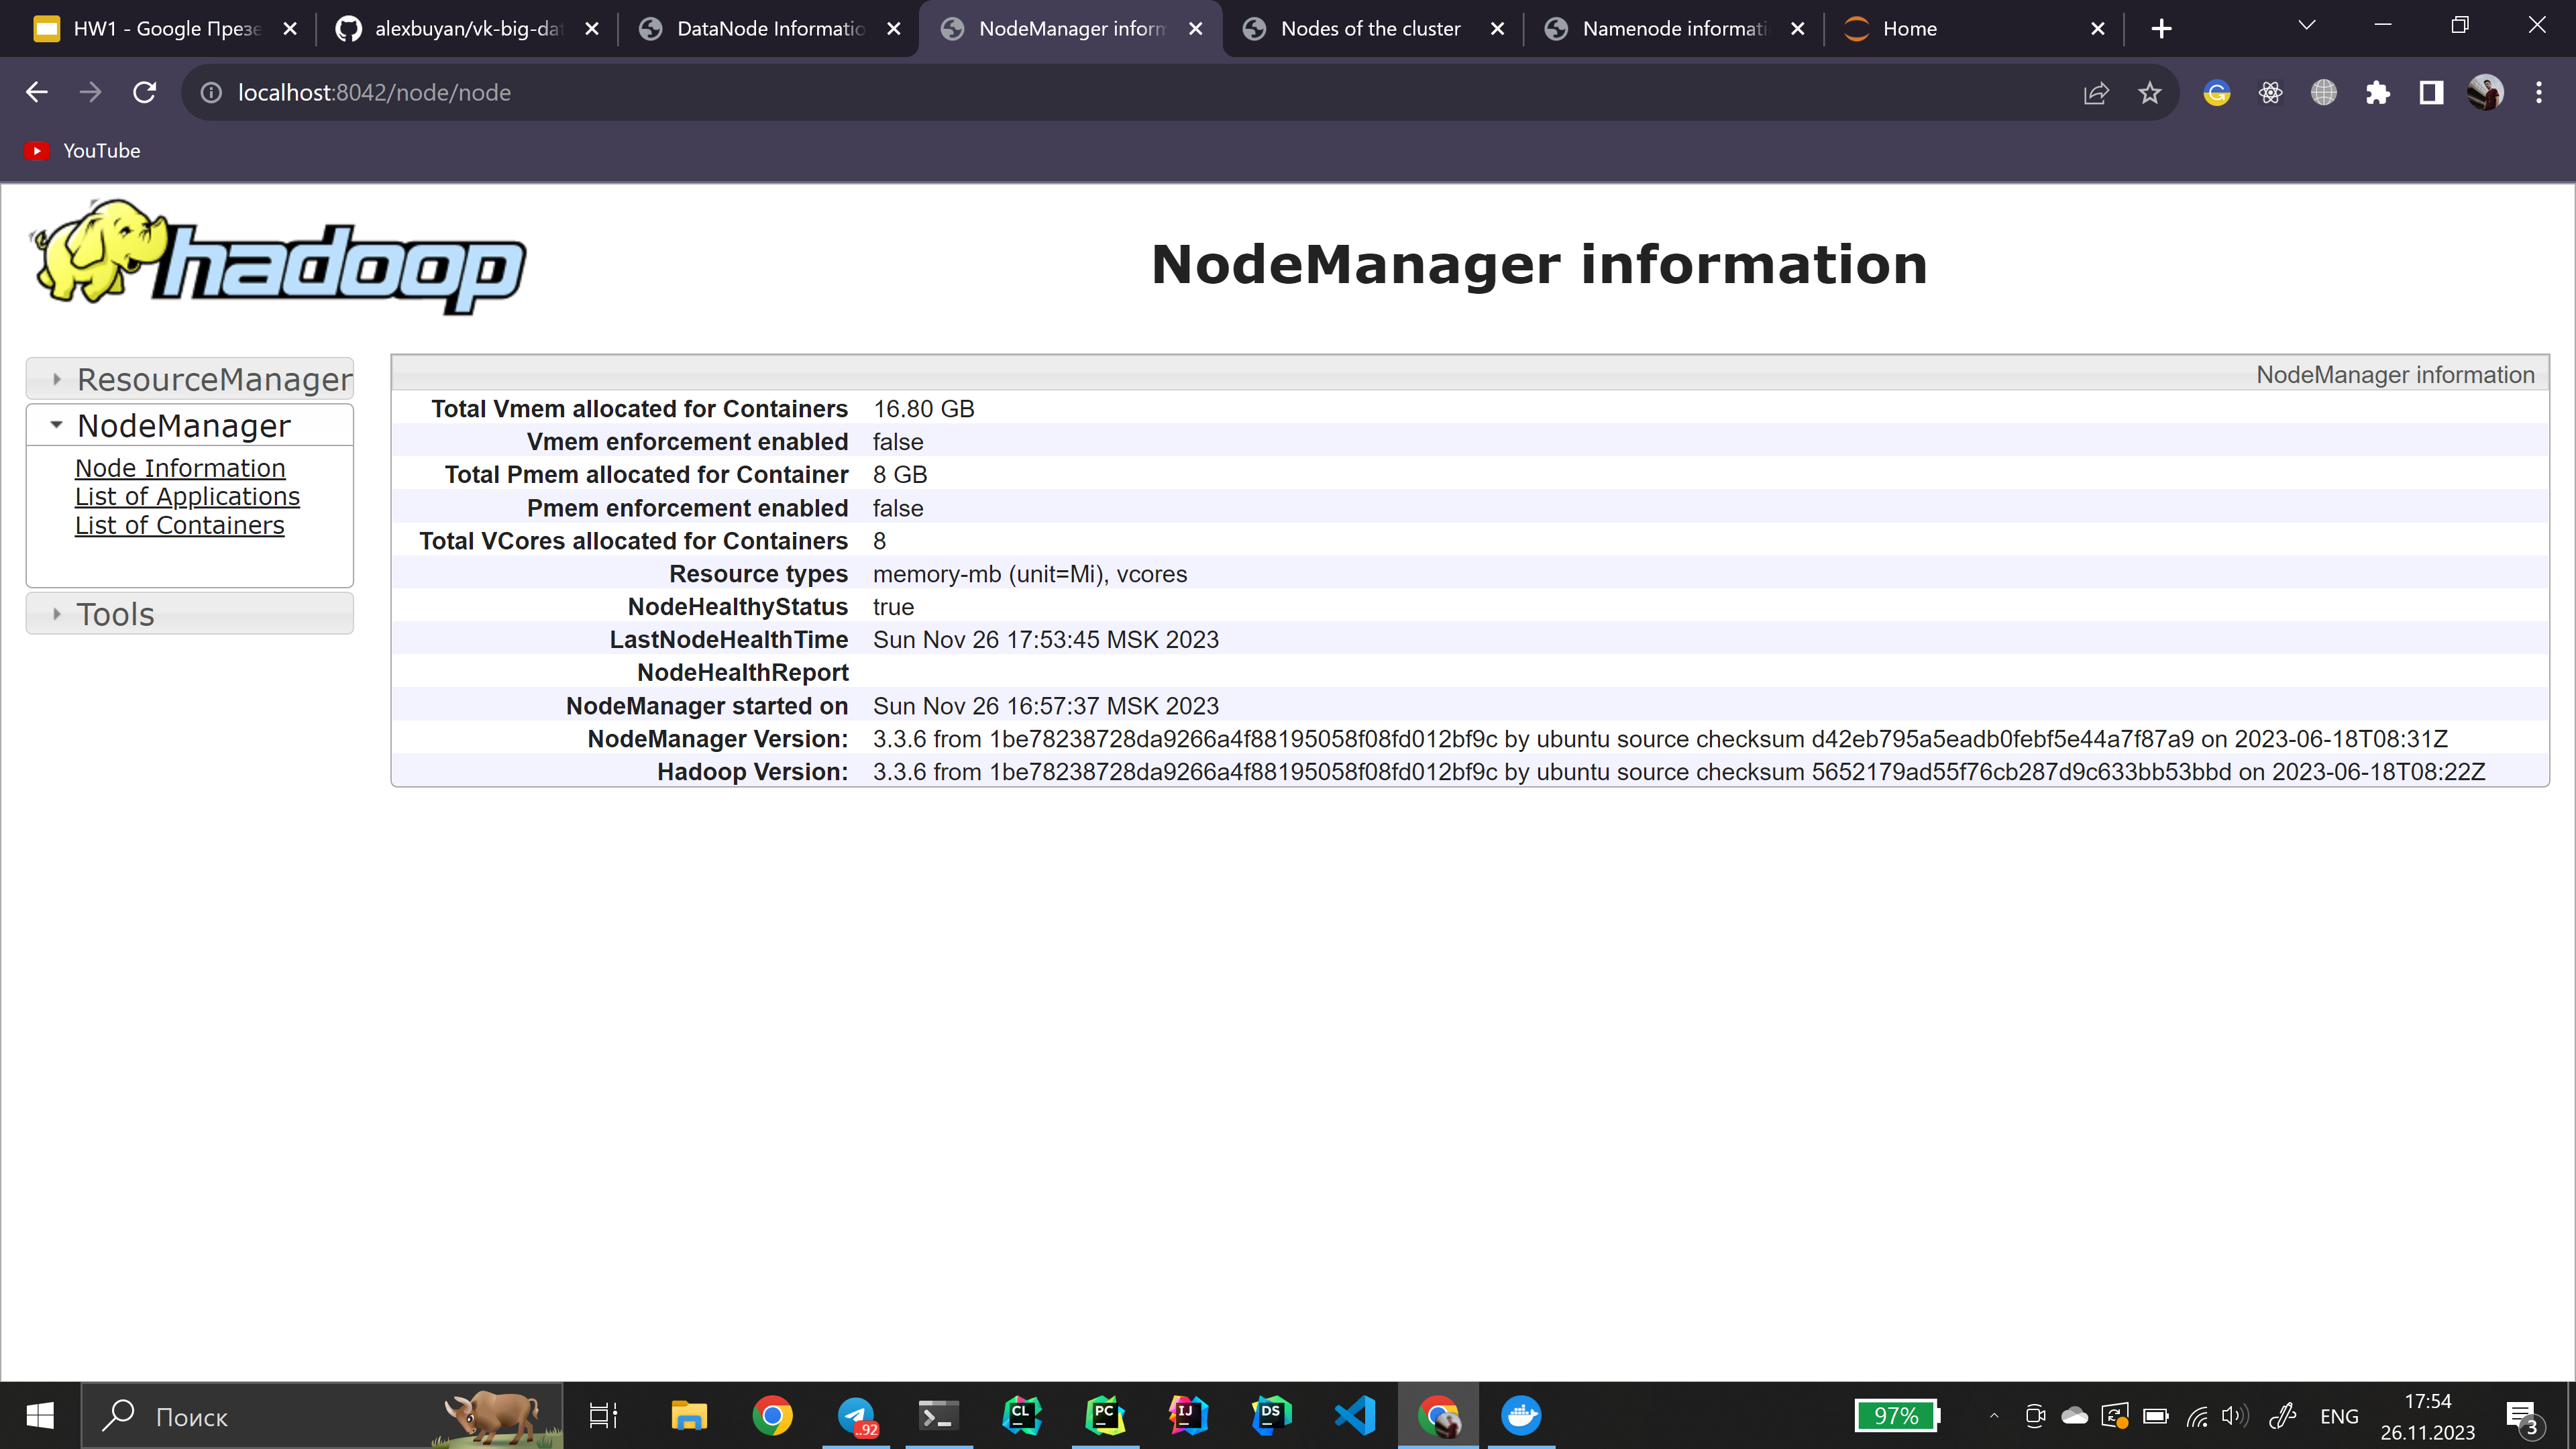 HW1 - Google Презе
alexbuyan/vk-big-dat
DataNode Informatio
NodeManager inform
Nodes of the cluster
Namenode informati
Home
localhost:8042/node/node
YouTube
hadoop
NodeManager information
ResourceManager
NodeManager
Node Information
List of Applications
List of Containers
Tools
NodeManager information
Total Vmem allocated for Containers 16.80 GB
Vmem enforcement enabled false
Total Pmem allocated for Container 8 GB
Pmem enforcement enabled false
Total VCores allocated for Containers 8
Resource types memory-mb (unit=Mi), vcores
NodeHealthyStatus true
LastNodeHealthTime Sun Nov 26 17:53:45 MSK 2023
NodeHealthReport
NodeManager started on Sun Nov 26 16:57:37 MSK 2023
NodeManager Version: 3.3.6 from 1be78238728da9266a4f88195058f08fd012bf9c by ubuntu source checksum d42eb795a5eadb0febf5e44a7f87a9 on 2023-06-18T08:31Z
Hadoop Version: 3.3.6 from 1be78238728da9266a4f88195058f08fd012bf9c by ubuntu source checksum 5652179ad55f76cb287d9c633bb53bbd on 2023-06-18T08:22Z
Поиск
..92
CL
PC
IJ
DS
97%
ENG
17:54
26.11.2023
3